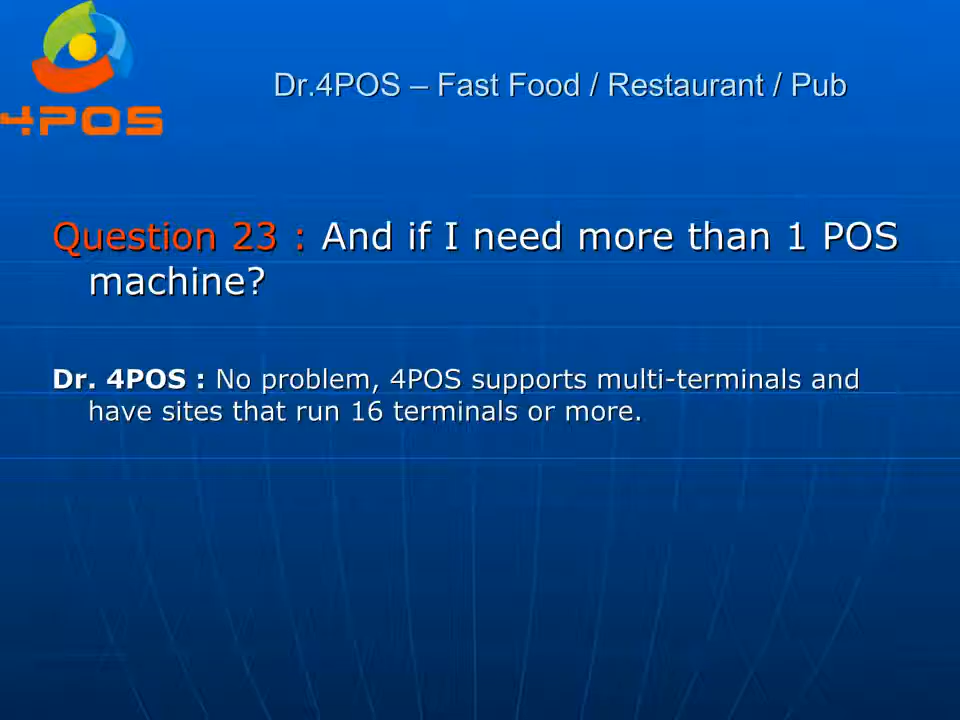 4POS
Dr.4POS – Fast Food / Restaurant / Pub
Question 23 : And if I need more than 1 POS
machine?
Dr. 4POS : No problem, 4POS supports multi-terminals and
have sites that run 16 terminals or more.